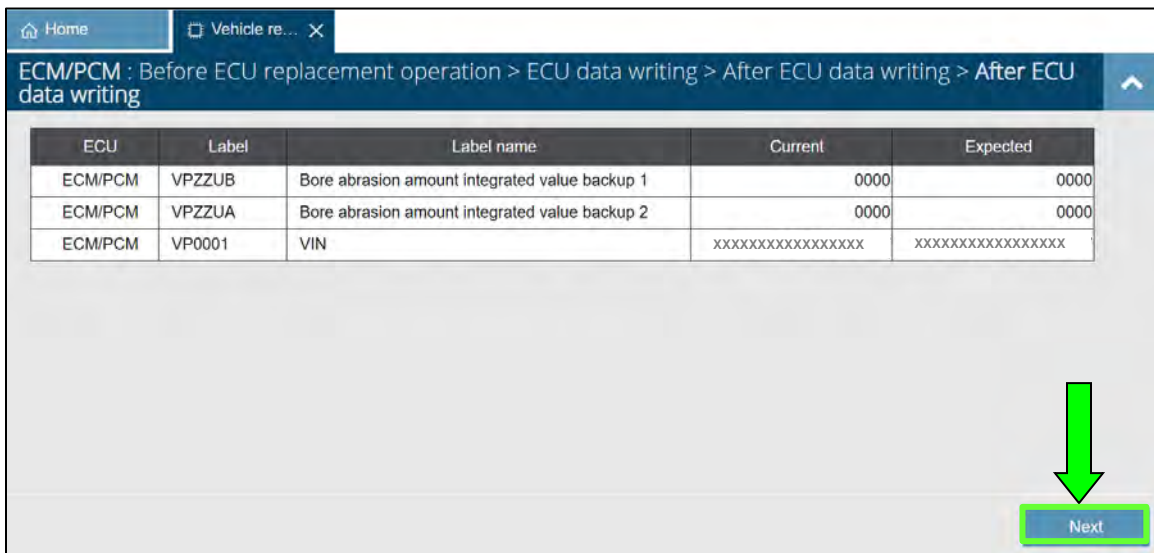 Home
Vehicle re... X
ECM/PCM : Before ECU replacement operation > ECU data writing > After ECU data writing > After ECU
data writing
ECU Label Label name Current Expected
ECM/PCM VPZZUB Bore abrasion amount integrated value backup 1 0000 0000
ECM/PCM VPZZUA Bore abrasion amount integrated value backup 2 0000 0000
ECM/PCM VP0001 VIN XXXXXXXXXXXXXXXXX XXXXXXXXXXXXXXXXX
Next